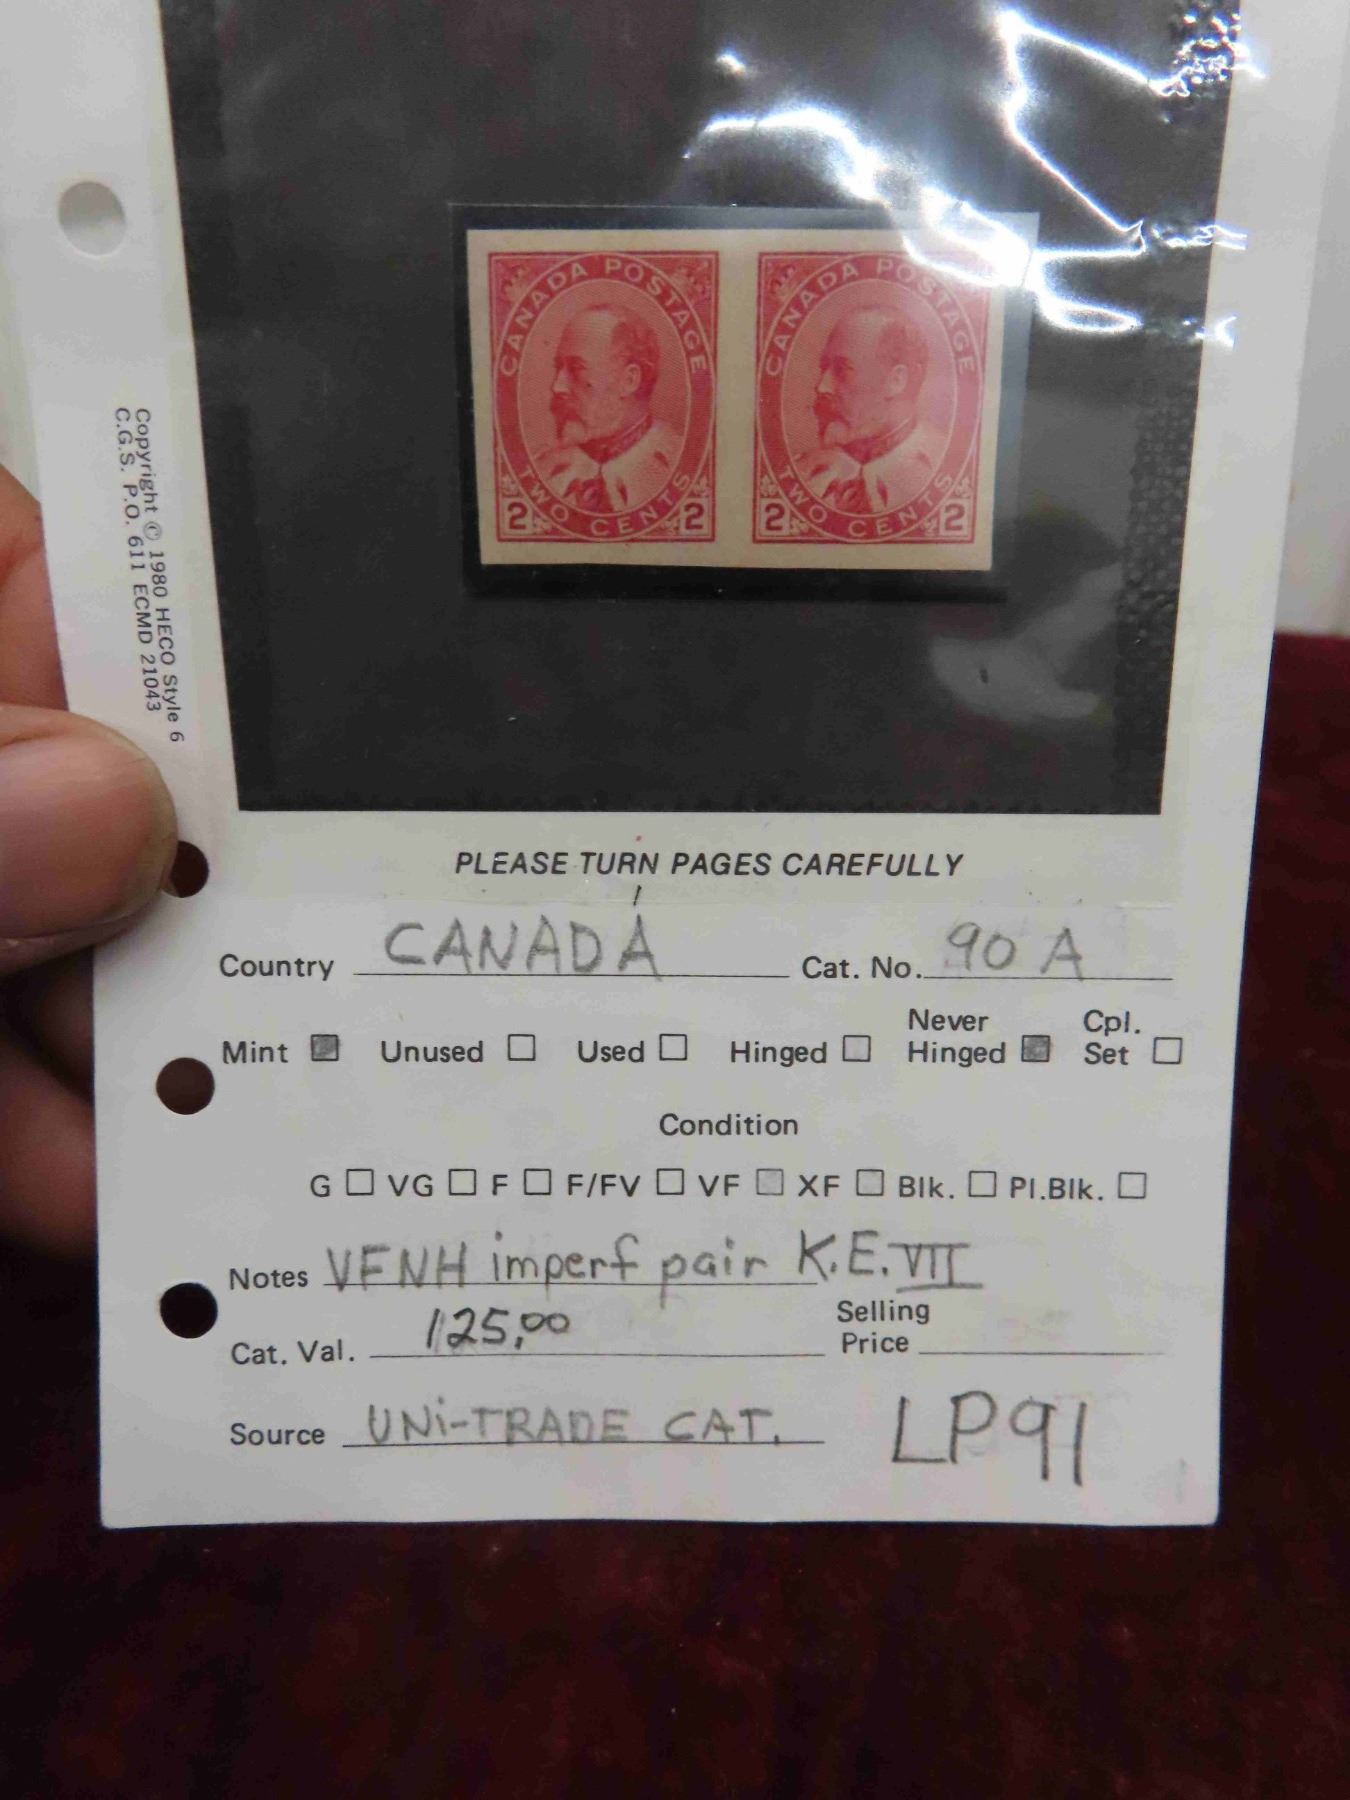 CANADA POSTAGE CANADA POSTAGE
TWO CENTS TWO CENTS
2 2 2 2
Copyright © 1980 HECO Style 6
C.G.S. P.O. 611 ECMD 21043
PLEASE TURN PAGES CAREFULLY
Country CANADA Cat. No. 90 A
Mint Unused Used Hinged Never Hinged Cpl. Set
Condition
G VG F F/FV VF XF Blk. Pl.Blk.
Notes VFNH imperf pair K.E. VII
Cat. Val. 125,00 Selling Price
Source UNi-TRADE CAT. LP91